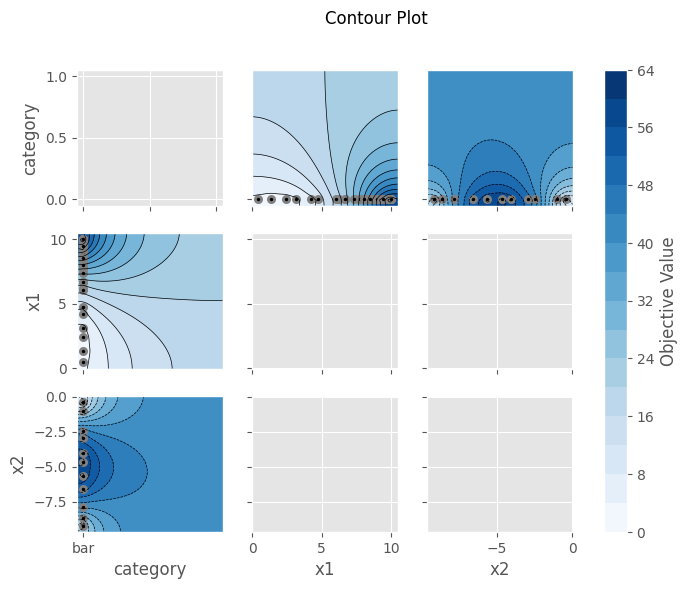 Contour Plot
1.0
0.5
0.0
category
10
5
0
x1
0.0
−2.5
−5.0
−7.5
x2
bar
category
0 5 10
x1
−5 0
x2
64
56
48
40
32
24
16
8
0
Objective Value